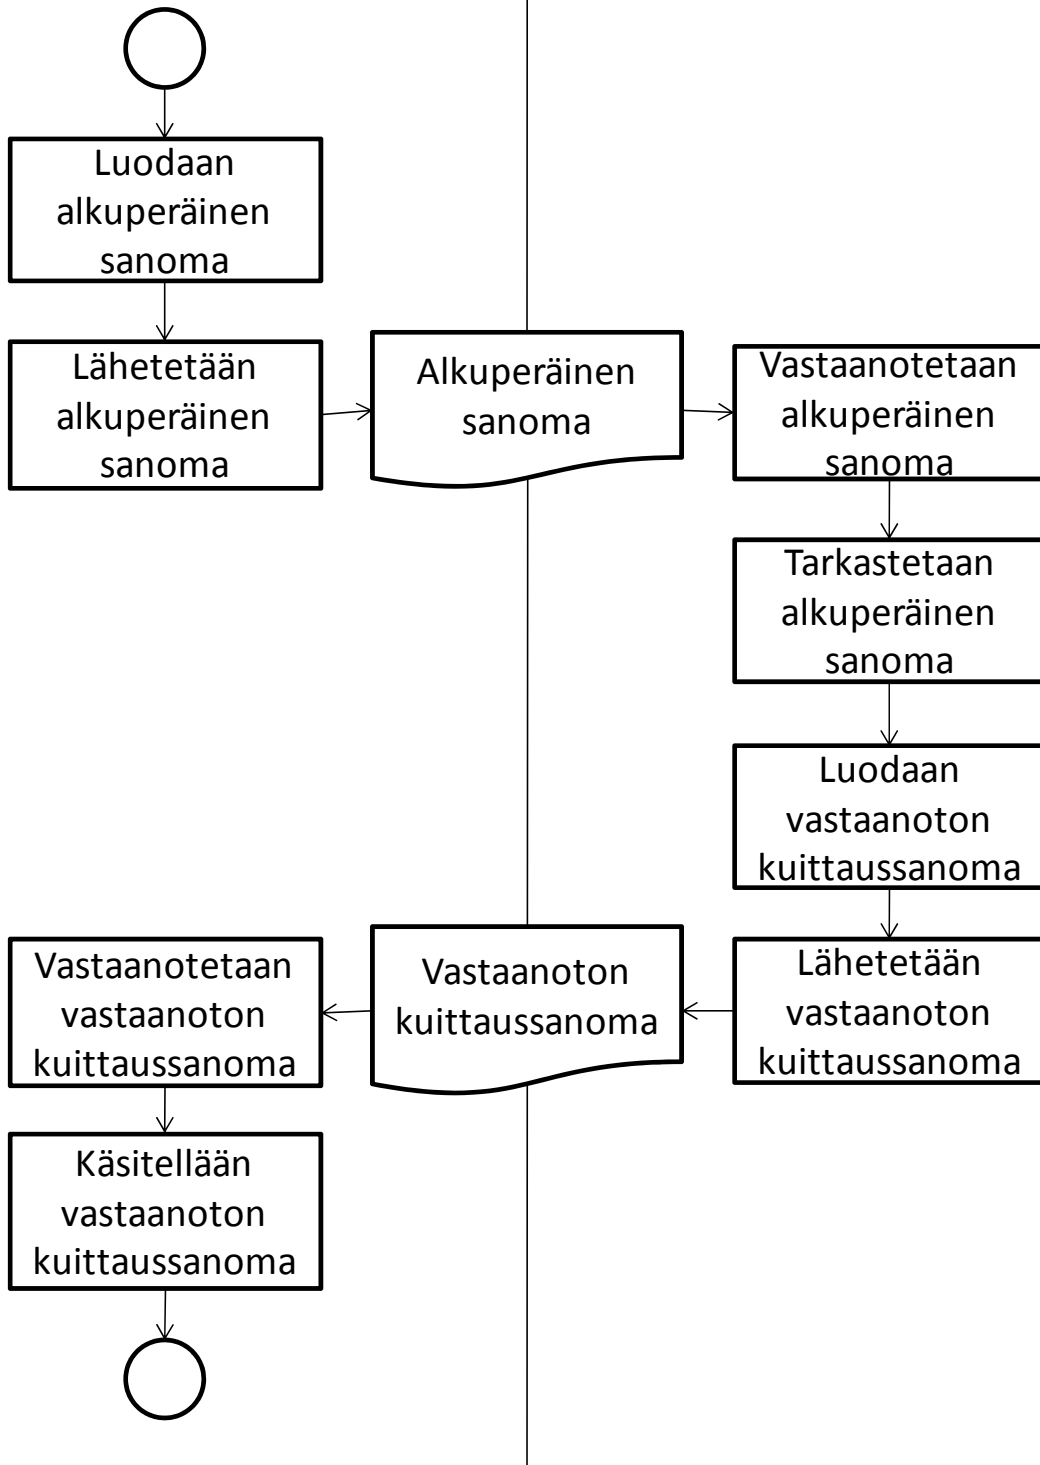 Luodaan
alkuperäinen
sanoma
Lähetetään
alkuperäinen
sanoma
Alkuperäinen
sanoma
Vastaanotetaan
alkuperäinen
sanoma
Tarkastetaan
alkuperäinen
sanoma
Luodaan
vastaanoton
kuittaussanoma
Lähetetään
vastaanoton
kuittaussanoma
Vastaanoton
kuittaussanoma
Vastaanotetaan
vastaanoton
kuittaussanoma
Käsitellään
vastaanoton
kuittaussanoma